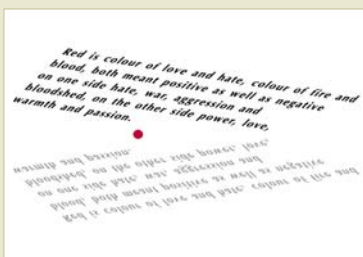 Red is colour of love and hate, colour of fire and
blood, both meant positive as well as negative
on one side hate, war, aggression and
bloodshed, on the other side power, love,
warmth and passion.